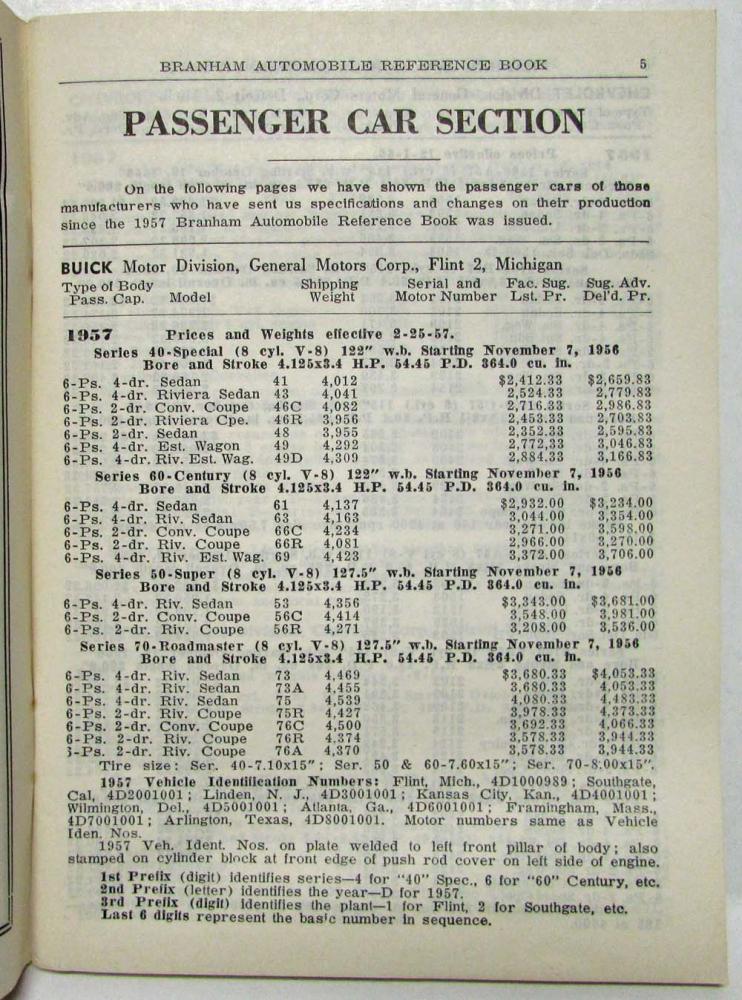 BRANHAM AUTOMOBILE REFERENCE BOOK 5
PASSENGER CAR SECTION
On the following pages we have shown the passenger cars of those
manufacturers who have sent us specifications and changes on their production
since the 1957 Branham Automobile Reference Book was issued.
BUICK Motor Division, General Motors Corp., Flint 2, Michigan
Type of Body Shipping Serial and Fac. Sug. Sug. Adv.
Pass. Cap. Model Weight Motor Number Lst. Pr. Del'd. Pr.
1957 Prices and Weights effective 2-25-57.
Series 40-Special (8 cyl. V-8) 122" w.b. Starting November 7, 1956
Bore and Stroke 4.125x3.4 H.P. 54.45 P.D. 364.0 cu. in.
6-Ps. 4-dr. Sedan 41 4,012 $2,412.33 $2,659.83
6-Ps. 4-dr. Riviera Sedan 43 4,041 2,524.33 2,779.83
6-Ps. 2-dr. Conv. Coupe 46C 4,082 2,716.33 2,986.83
6-Ps. 2-dr. Riviera Cpe. 46R 3,956 2,453.33 2,703.83
6-Ps. 2-dr. Sedan 48 3,955 2,352.33 2,595.83
6-Ps. 4-dr. Est. Wagon 49 4,292 2,772.33 3,046.83
6-Ps. 4-dr. Riv. Est. Wag. 49D 4,309 2,884.33 3,166.83
Series 60-Century (8 cyl. V-8) 122" w.b. Starting November 7, 1956
Bore and Stroke 4.125x3.4 H.P. 54.45 P.D. 364.0 cu. in.
6-Ps. 4-dr. Sedan 61 4,137 $2,932.00 $3,234.00
6-Ps. 4-dr. Riv. Sedan 63 4,163 3,044.00 3,354.00
6-Ps. 2-dr. Conv. Coupe 66C 4,234 3,271.00 3,598.00
6-Ps. 2-dr. Riv. Coupe 66R 4,081 2,966.00 3,270.00
6-Ps. 4-dr. Riv. Est. Wag. 69 4,423 3,372.00 3,706.00
Series 50-Super (8 cyl. V-8) 127.5" w.b. Starting November 7, 1956
Bore and Stroke 4.125x3.4 H.P. 54.45 P.D. 364.0 cu. in.
6-Ps. 4-dr. Riv. Sedan 53 4,356 $3,343.00 $3,681.00
6-Ps. 2-dr. Conv. Coupe 56C 4,414 3,548.00 3,981.00
6-Ps. 2-dr. Riv. Coupe 56R 4,271 3,208.00 3,536.00
Series 70-Roadmaster (8 cyl. V-8) 127.5" w.b. Starting November 7, 1956
Bore and Stroke 4.125x3.4 H.P. 54.45 P.D. 364.0 cu. in.
6-Ps. 4-dr. Riv. Sedan 73 4,469 $3,680.33 $4,053.33
6-Ps. 4-dr. Riv. Sedan 73A 4,455 3,680.33 4,053.33
6-Ps. 4-dr. Riv. Sedan 75 4,539 4,080.33 4,483.33
6-Ps. 2-dr. Riv. Coupe 75R 4,427 3,978.33 4,373.33
6-Ps. 2-dr. Conv. Coupe 76C 4,500 3,692.33 4,066.33
6-Ps. 2-dr. Riv. Coupe 76R 4,374 3,578.33 3,944.33
6-Ps. 2-dr. Riv. Coupe 76A 4,370 3,578.33 3,944.33
Tire size: Ser. 40-7.10x15"; Ser. 50 & 60-7.60x15"; Ser. 70-8.00x15".
1957 Vehicle Identification Numbers: Flint, Mich., 4D1000989; Southgate,
Cal, 4D2001001; Linden, N. J., 4D3001001; Kansas City, Kan., 4D4001001;
Wilmington, Del., 4D5001001; Atlanta, Ga., 4D6001001; Framingham, Mass.,
4D7001001; Arlington, Texas, 4D8001001. Motor numbers same as Vehicle
Iden. Nos.
1957 Veh. Ident. Nos. on plate welded to left front pillar of body; also
stamped on cylinder block at front edge of push rod cover on left side of engine.
1st Prefix (digit) identifies series—4 for "40" Spec., 6 for "60" Century, etc.
2nd Prefix (letter) identifies the year—D for 1957.
3rd Prefix (digit) identifies the plant—1 for Flint, 2 for Southgate, etc.
Last 6 digits represent the basic number in sequence.